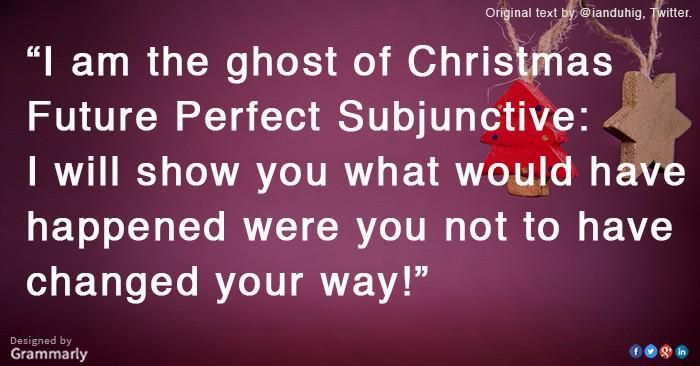 Original text by @ianduhig, Twitter.
“I am the ghost of Christmas
Future Perfect Subjunctive:
I will show you what would have
happened were you not to have
changed your way!”
Designed by
Grammarly